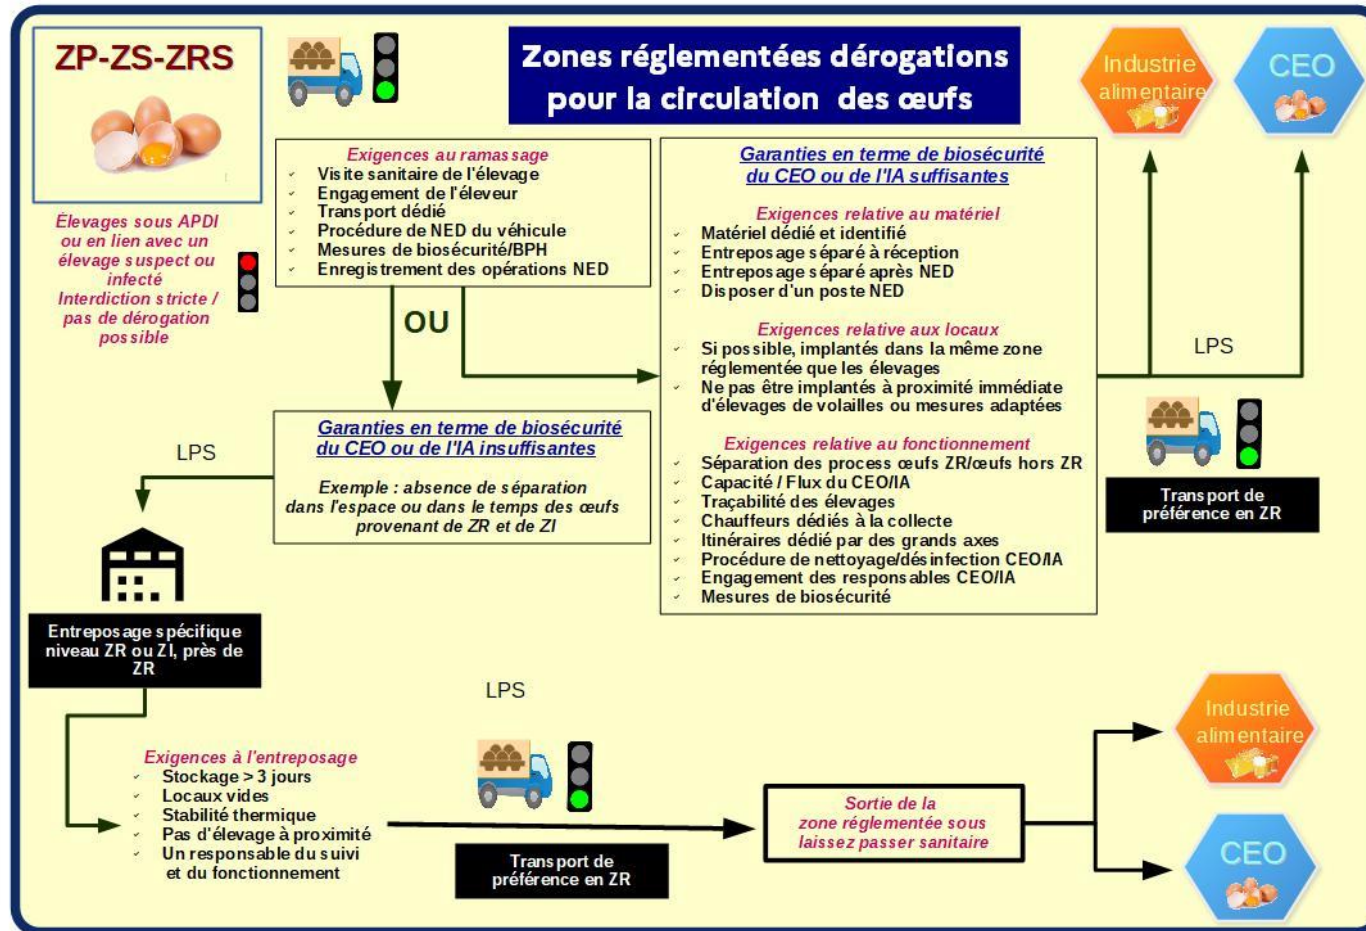 ZP-ZS-ZRS
Zones réglementées dérogations
pour la circulation des œufs
Industrie
alimentaire
CEO
Élevages sous APDI
ou en lien avec un
élevage suspect ou
infecté
Interdiction stricte /
pas de dérogation
possible
Exigences au ramassage
✓ Visite sanitaire de l'élevage
✓ Engagement de l'éleveur
✓ Transport dédié
✓ Procédure de NED du véhicule
✓ Mesures de biosécurité/BPH
✓ Enregistrement des opérations NED
OU
Garanties en terme de biosécurité
du CEO ou de l'IA suffisantes
Exigences relative au matériel
✓ Matériel dédié et identifié
✓ Entreposage séparé à réception
✓ Entreposage séparé après NED
✓ Disposer d'un poste NED
Exigences relative aux locaux
✓ Si possible, implantés dans la même zone
réglementée que les élevages
✓ Ne pas être implantés à proximité immédiate
d'élevages de volailles ou mesures adaptées
Exigences relative au fonctionnement
✓ Séparation des process œufs ZR/œufs hors ZR
✓ Capacité / Flux du CEO/IA
✓ Traçabilité des élevages
✓ Chauffeurs dédiés à la collecte
✓ Itinéraires dédié par des grands axes
✓ Procédure de nettoyage/désinfection CEO/IA
✓ Engagement des responsables CEO/IA
✓ Mesures de biosécurité
LPS
Transport de
préférence en ZR
Garanties en terme de biosécurité
du CEO ou de l'IA insuffisantes
Exemple : absence de séparation
dans l'espace ou dans le temps des œufs
provenant de ZR et de ZI
LPS
Entreposage spécifique
niveau ZR ou ZI, près de
ZR
Exigences à l'entreposage
✓ Stockage > 3 jours
✓ Locaux vides
✓ Stabilité thermique
✓ Pas d'élevage à proximité
✓ Un responsable du suivi
et du fonctionnement
LPS
Transport de
préférence en ZR
Sortie de la
zone réglementée sous
laissez passer sanitaire
Industrie
alimentaire
CEO